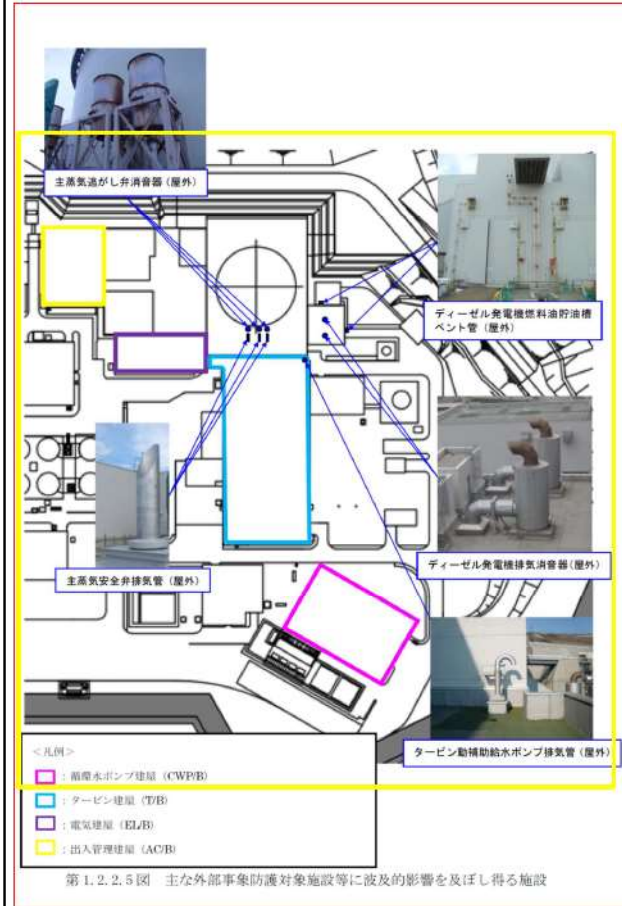 主蒸気逃がし弁消音器（屋外）
ディーゼル発電機燃料油貯油槽
ベント管（屋外）
ディーゼル発電機排気消音器（屋外）
主蒸気安全弁排気管（屋外）
タービン動補助給水ポンプ排気管（屋外）
＜凡例＞
：循環水ポンプ建屋（CWP/B）
：タービン建屋（T/B）
：電気建屋（EL/B）
：出入管理建屋（AC/B）
第1.2.2.5図　主な外部事象防護対象施設等に波及的影響を及ぼし得る施設